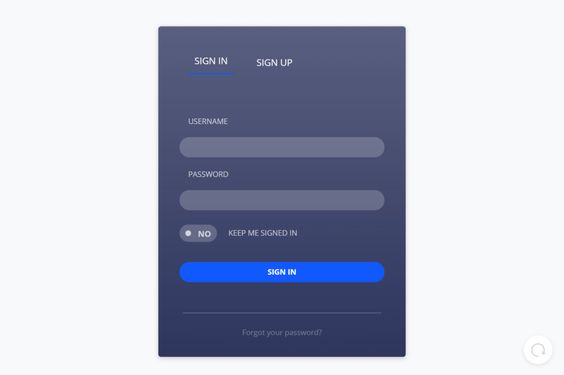 SIGN IN
SIGN UP
USERNAME
PASSWORD
NO
KEEP ME SIGNED IN
SIGN IN
Forgot your password?